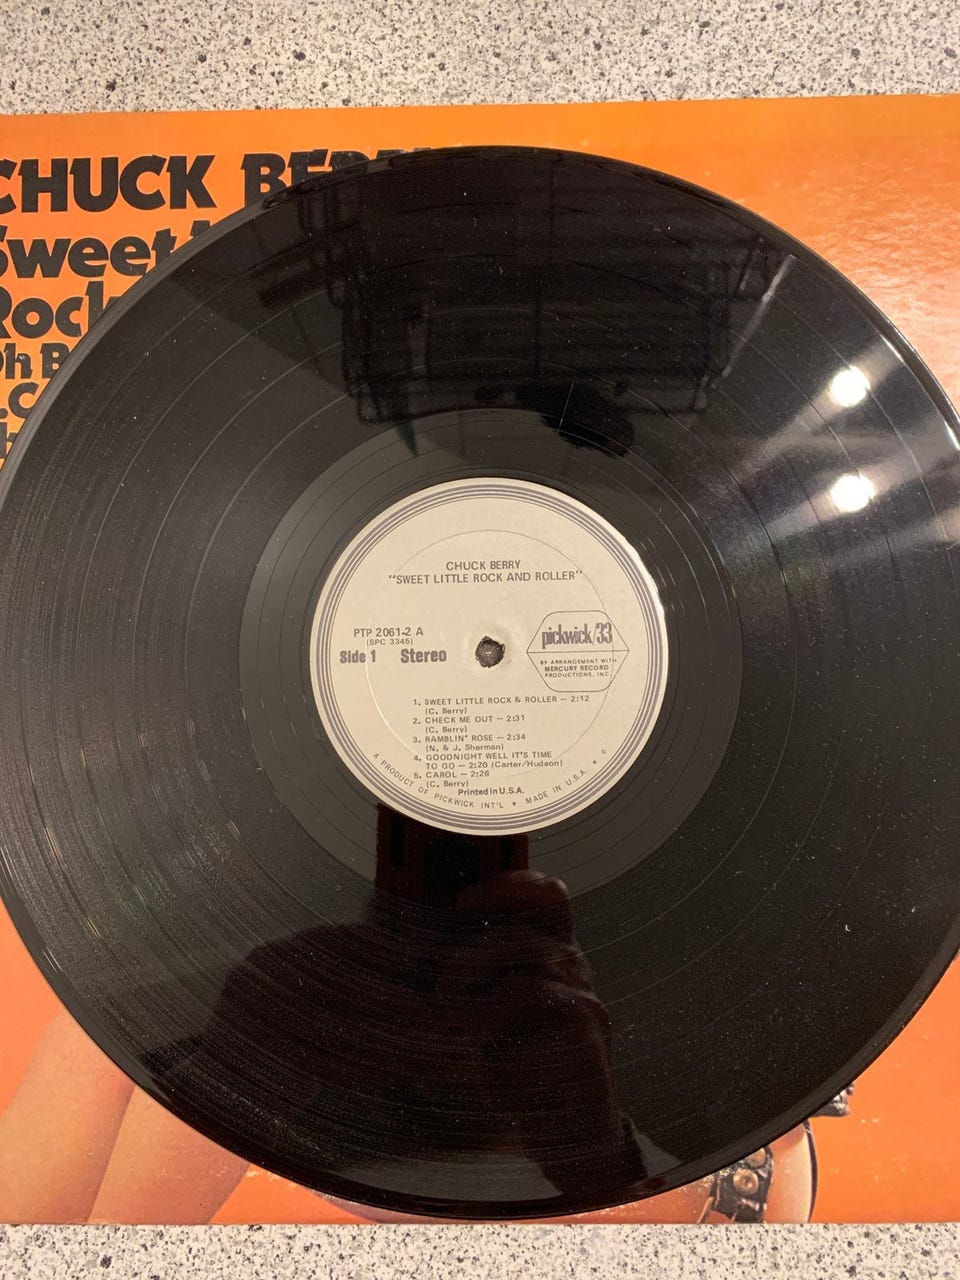 CHUCK
Sweet
CHUCK BERRY
"SWEET LITTLE ROCK AND ROLLER"
PTP 2061-2 A
(SPC 3345)
Side 1 Stereo
pickwick/33
BY ARRANGEMENT WITH
MERCURY RECORD
PRODUCTIONS, INC.
1. SWEET LITTLE ROCK & ROLLER — 2:12
(C. Berry)
2. CHECK ME OUT — 2:31
(C. Berry)
3. RAMBLIN' ROSE — 2:34
(N. & J. Sherman)
4. GOODNIGHT WELL IT'S TIME
TO GO — 2:20 (Carter/Hudson)
5. CAROL — 2:26
(C. Berry)
Printed in U.S.A.
A PRODUCT OF PICKWICK INT'L ★ MADE IN U.S.A. ★ ©